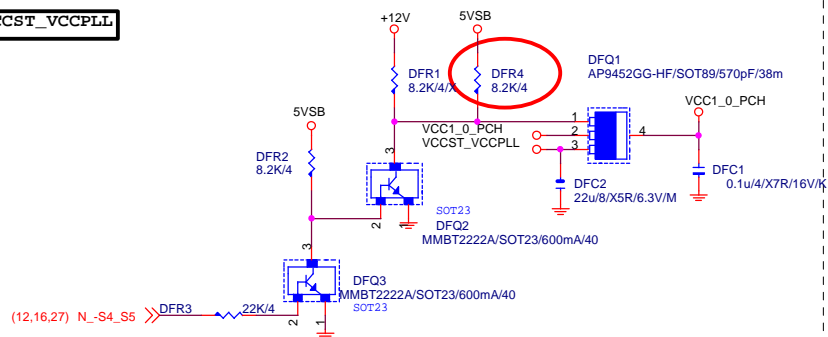 CCST_VCCPLL
+12V
5VSB
DFR1
8.2K/4/X
DFR4
8.2K/4
DFQ1
AP9452GG-HF/SOT89/570pF/38m
VCC1_0_PCH
5VSB
1
VCC1_0_PCH
2
4
VCCST_VCCPLL
3
DFR2
8.2K/4
3
DFC2
22u/8/X5R/6.3V/M
DFC1
0.1u/4/X7R/16V/K
SOT23
2
1
DFQ2
MMBT2222A/SOT23/600mA/40
3
DFQ3
MMBT2222A/SOT23/600mA/40
SOT23
(12,16,27) N_-S4_S5
DFR3
22K/4
2
1